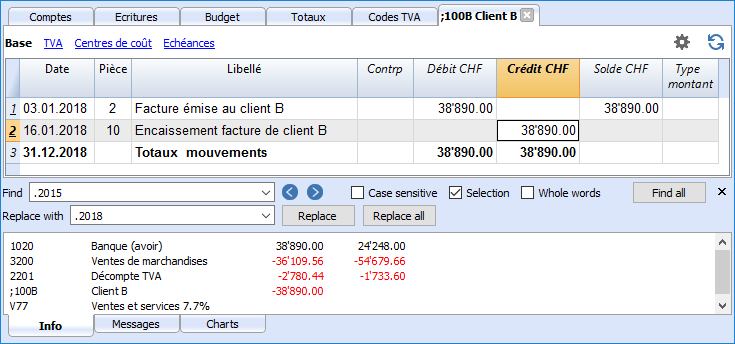 Comptes Ecritures Budget Totaux Codes TVA ;100B Client B
Base TVA Centres de coût Echéances
Date Pièce Libellé Contrp Débit CHF Crédit CHF Solde CHF Type montant
1 03.01.2018 2 Facture émise au client B 38'890.00 38'890.00
2 16.01.2018 10 Encaissement facture de client B 38'890.00
3 31.12.2018 Totaux mouvements 38'890.00 38'890.00
Find .2015 Case sensitive Selection Whole words Find all
Replace with .2018 Replace Replace all
1020 Banque (avoir) 38'890.00 24'248.00
3200 Ventes de marchandises -36'109.56 -54'679.66
2201 Décompte TVA -2'780.44 -1'733.60
;100B Client B -38'890.00
V77 Ventes et services 7.7%
Info Messages Charts